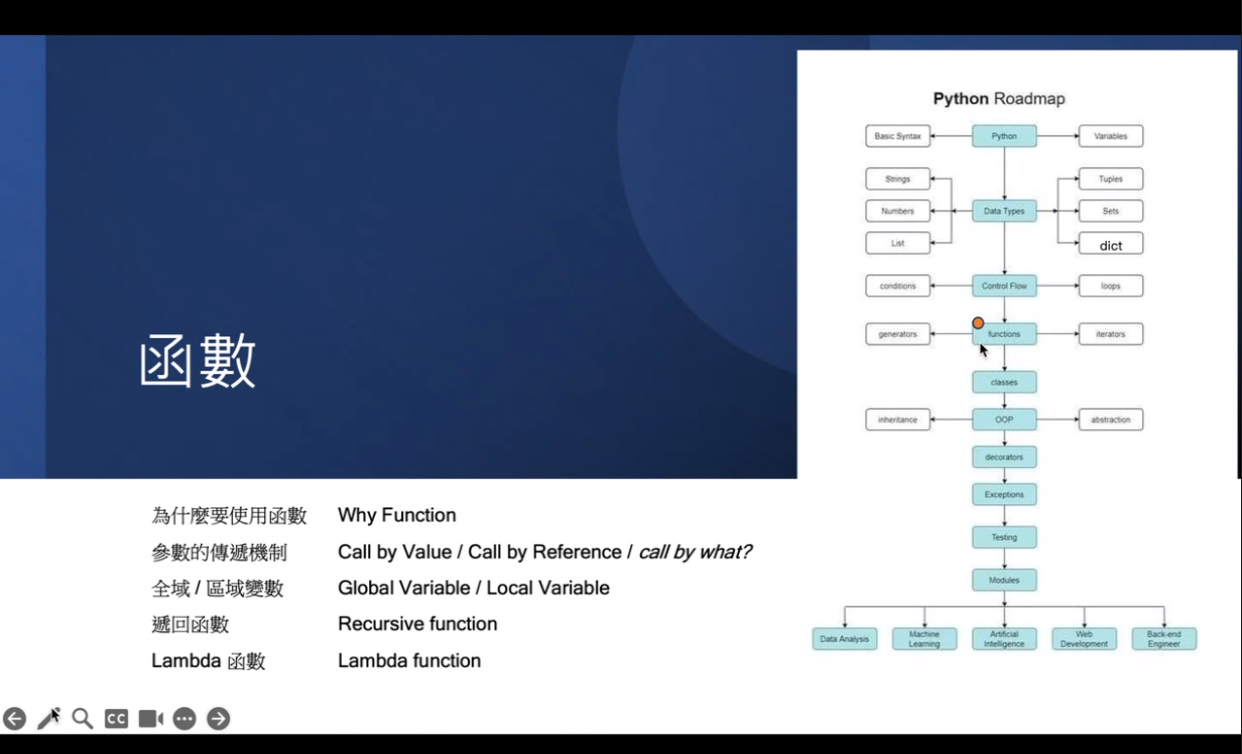 函數
為什麼要使用函數 Why Function
參數的傳遞機制 Call by Value / Call by Reference / call by what?
全域 / 區域變數 Global Variable / Local Variable
遞回函數 Recursive function
Lambda 函數 Lambda function
Python Roadmap
Basic Syntax Python Variables
Strings Tuples
Numbers Data Types Sets
List dict
conditions Control Flow loops
generators functions iterators
classes
inheritance OOP abstraction
decorators
Exceptions
Testing
Modules
Data Analysis
Machine
Learning
Artificial
Intelligence
Web
Development
Back-end
Engineer
CC